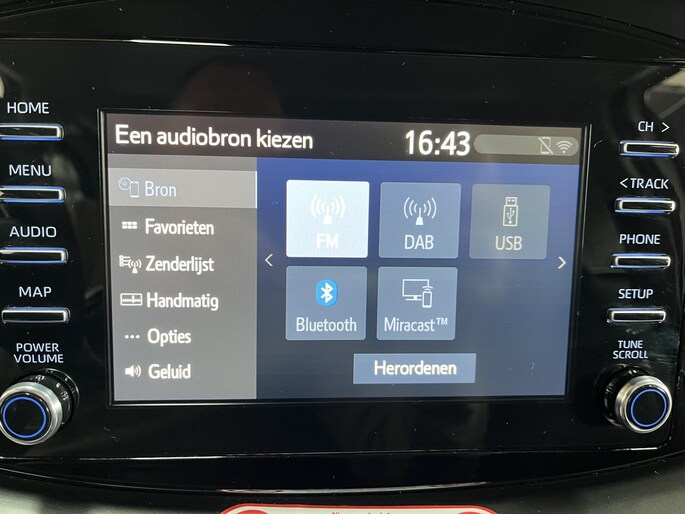 HOME
MENU
AUDIO
MAP
POWER
VOLUME
Een audiobron kiezen
16:43
Bron
Favorieten
Zenderlijst
Handmatig
Opties
Geluid
FM
DAB
USB
Bluetooth
Miracast™
Herordenen
CH >
< TRACK
PHONE
SETUP
TUNE
SCROLL